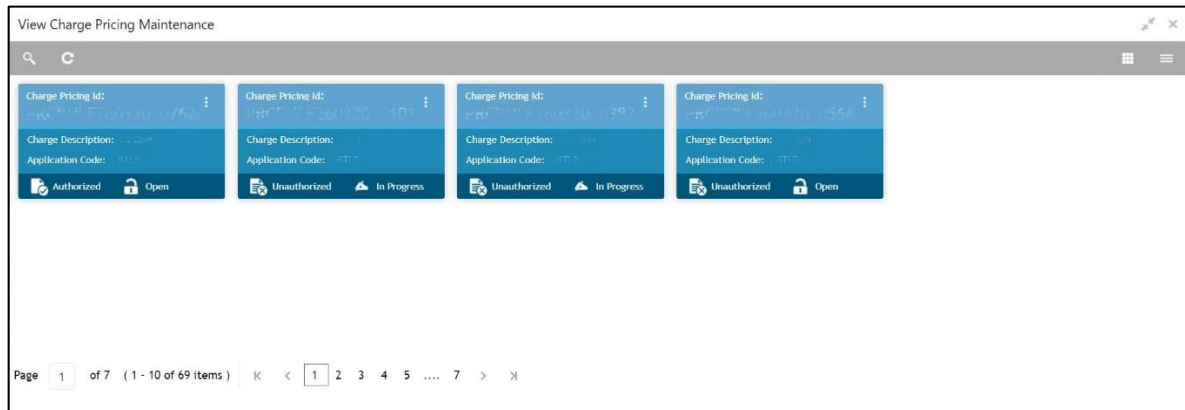 View Charge Pricing Maintenance
Charge Pricing Id:
Charge Description:
Application Code:
Authorized Open
Charge Pricing Id:
Charge Description:
Application Code:
Unauthorized In Progress
Charge Pricing Id:
Charge Description:
Application Code:
Unauthorized In Progress
Charge Pricing Id:
Charge Description:
Application Code:
Unauthorized Open
Page 1 of 7 ( 1 - 10 of 69 items ) 1 2 3 4 5 .... 7